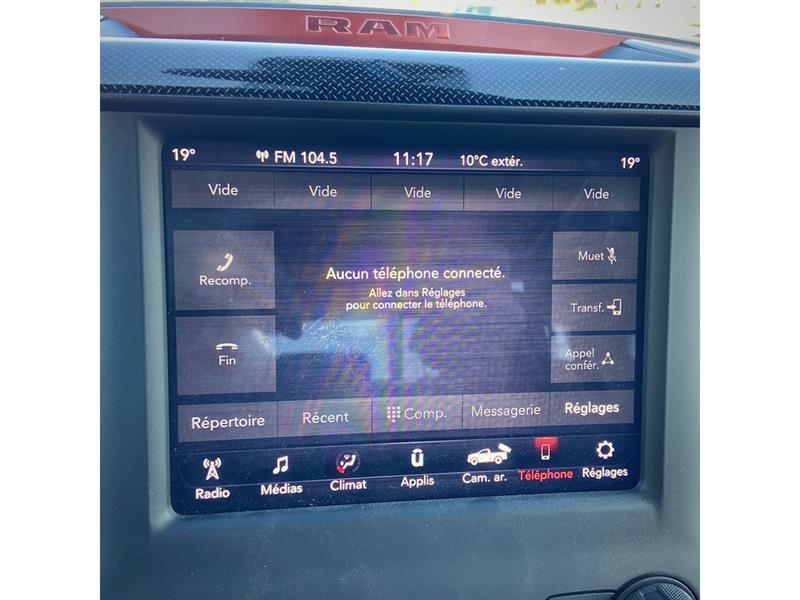 RAM
19° FM 104.5 11:17 10°C extér. 19°
Vide Vide Vide Vide Vide
Recomp.
Aucun téléphone connecté.
Allez dans Réglages
pour connecter le téléphone.
Muet
Transf.
Fin
Appel
confér.
Répertoire Récent Comp. Messagerie Réglages
Radio Médias Climat Applis Cam. ar. Téléphone Réglages